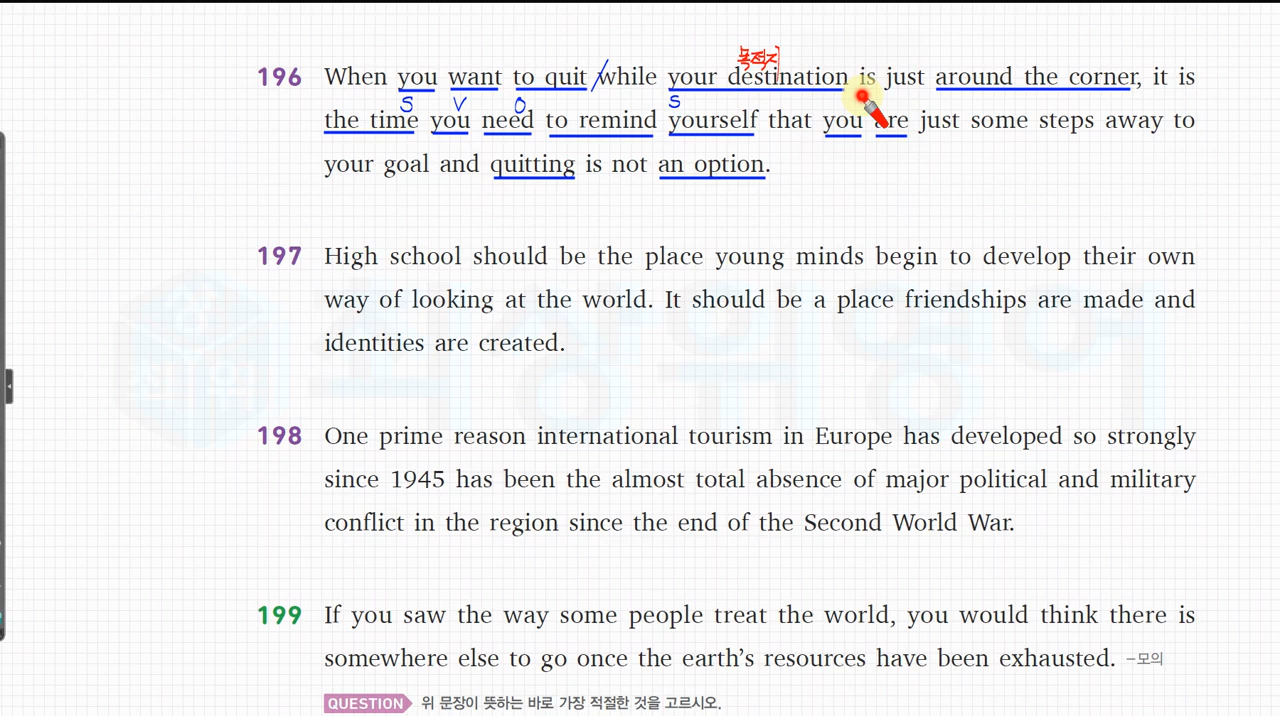 목적지
196 When you want to quit / while your destination is just around the corner, it is
S V O S
the time you need to remind yourself that you are just some steps away to
your goal and quitting is not an option.
197 High school should be the place young minds begin to develop their own
way of looking at the world. It should be a place friendships are made and
identities are created.
198 One prime reason international tourism in Europe has developed so strongly
since 1945 has been the almost total absence of major political and military
conflict in the region since the end of the Second World War.
199 If you saw the way some people treat the world, you would think there is
somewhere else to go once the earth's resources have been exhausted. –모의
QUESTION 위 문장이 뜻하는 바로 가장 적절한 것을 고르시오.